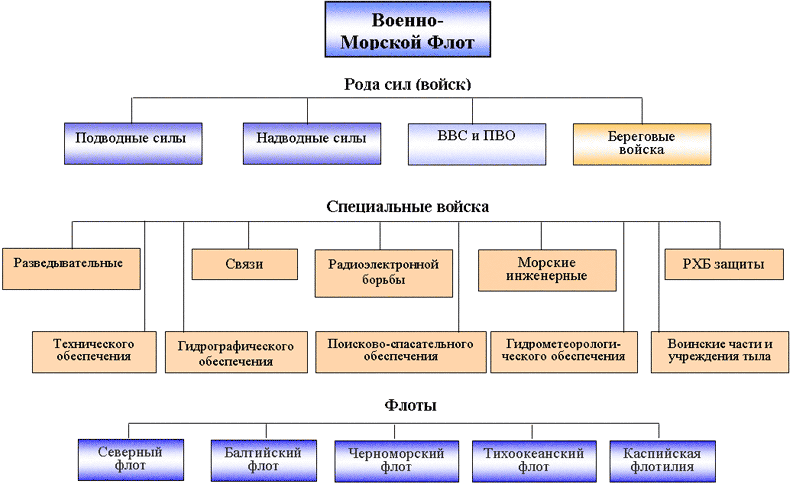 Военно-
Морской Флот
Рода сил (войск)
Подводные силы
Надводные силы
ВВС и ПВО
Береговые
войска
Специальные войска
Разведывательные
Связи
Радиоэлектронной
борьбы
Морские
инженерные
РХБ защиты
Технического
обеспечения
Гидрографического
обеспечения
Поисково-спасательного
обеспечения
Гидрометеорологи-
ческого обеспечения
Воинские части и
учреждения тыла
Флоты
Северный
флот
Балтийский
флот
Черноморский
флот
Тихоокеанский
флот
Каспийская
флотилия